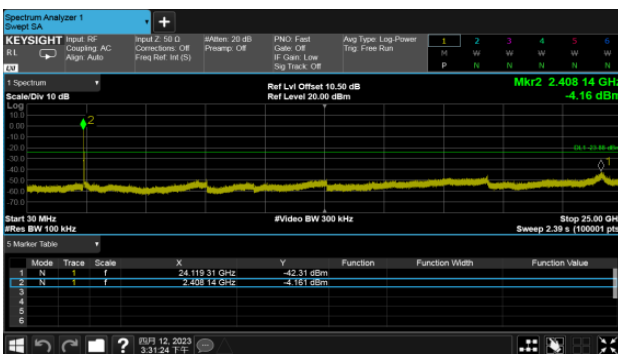 Spectrum Analyzer 1
Swept SA
KEYSIGHT Input: RF Input Z: 50 Ω #Atten: 20 dB PNO: Fast Avg Type: Log-Power 1 2 3 4 5 6
RL Coupling: AC Corrections: Off Preamp: Off Gate: Off Trig: Free Run M W W W W W
Align: Auto Freq Ref: Int (S) IF Gain: Low
Sig Track: Off P N N N N N
LXI
1 Spectrum Ref Lvl Offset 10.50 dB Mkr2 2.408 14 GHz
Scale/Div 10 dB Ref Level 20.00 dBm -4.16 dBm
Log
10.0
0.00
-10.0
-20.0
-30.0
-40.0
-50.0
-60.0
-70.0
2
1
Start 30 MHz #Video BW 300 kHz Stop 25.00 GHz
#Res BW 100 kHz Sweep 2.39 s (100001 pts)
5 Marker Table
Mode Trace Scale X Y Function Function Width Function Value
1 N 1 f 24.119 31 GHz -42.31 dBm
2 N 1 f 2.408 14 GHz -4.161 dBm
3
4
5
6
四月 12, 2023
3:31:24 下午